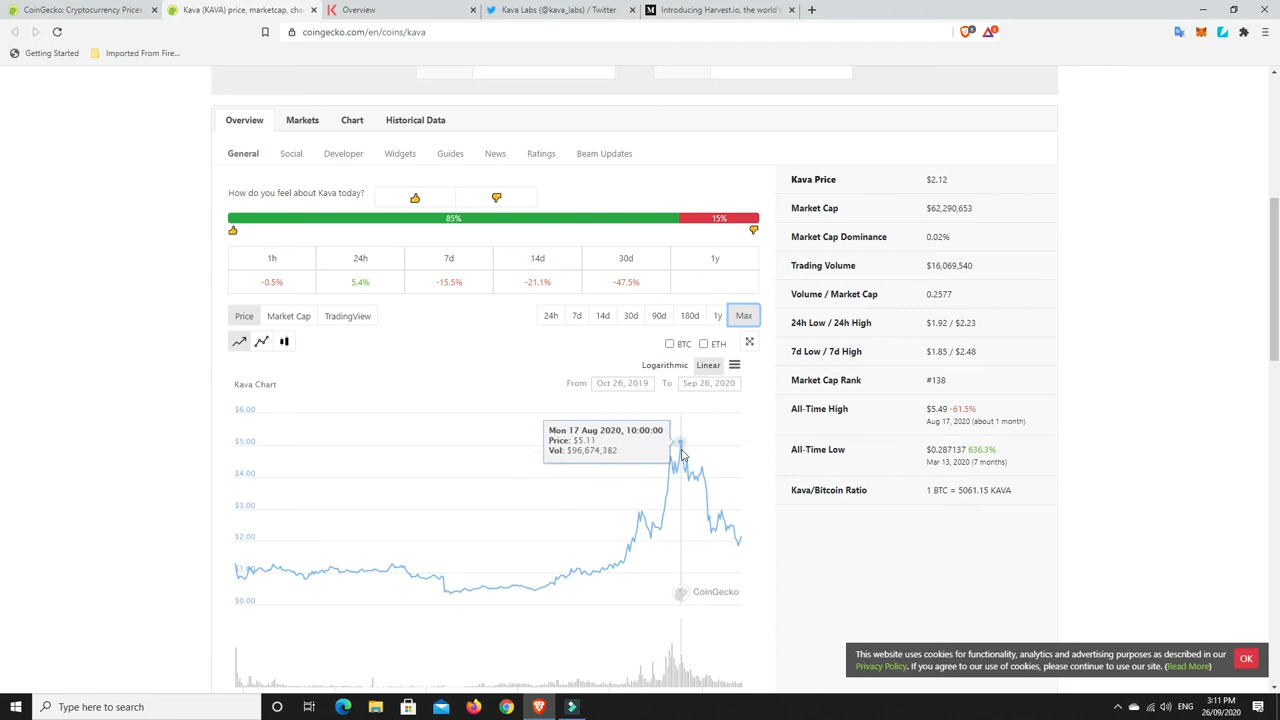 CoinGecko: Cryptocurrency Prices
Kava (KAVA) price, marketcap, cha
Overview
Kava Labs (@kava_labs) / Twitter
Introducing Harvest.io, the world's
coingecko.com/en/coins/kava
Getting Started
Imported From Fire...
Overview
Markets
Chart
Historical Data
General
Social
Developer
Widgets
Guides
News
Ratings
Beam Updates
How do you feel about Kava today?
85%
15%
1h
24h
7d
14d
30d
1y
-0.5%
5.4%
-15.5%
-21.1%
-47.5%
Price
Market Cap
TradingView
24h
7d
14d
30d
90d
180d
1y
Max
BTC
ETH
Logarithmic
Linear
Kava Chart
From
Oct 26, 2019
To
Sep 26, 2020
$6.00
$5.00
$4.00
$3.00
$2.00
$1.00
$0.00
Mon 17 Aug 2020, 10:00:00
Price: $5.11
Vol: $96,674,382
CoinGecko
Kava Price
$2.12
Market Cap
$62,290,653
Market Cap Dominance
0.02%
Trading Volume
$16,069,540
Volume / Market Cap
0.2577
24h Low / 24h High
$1.92 / $2.23
7d Low / 7d High
$1.85 / $2.48
Market Cap Rank
#138
All-Time High
$5.49 -61.5%
Aug 17, 2020 (about 1 month)
All-Time Low
$0.287137 636.3%
Mar 13, 2020 (7 months)
Kava/Bitcoin Ratio
1 BTC = 5061.15 KAVA
This website uses cookies for functionality, analytics and advertising purposes as described in our
Privacy Policy. If you agree to our use of cookies, please continue to use our site. (Read More)
OK
Type here to search
ENG
3:11 PM
26/09/2020